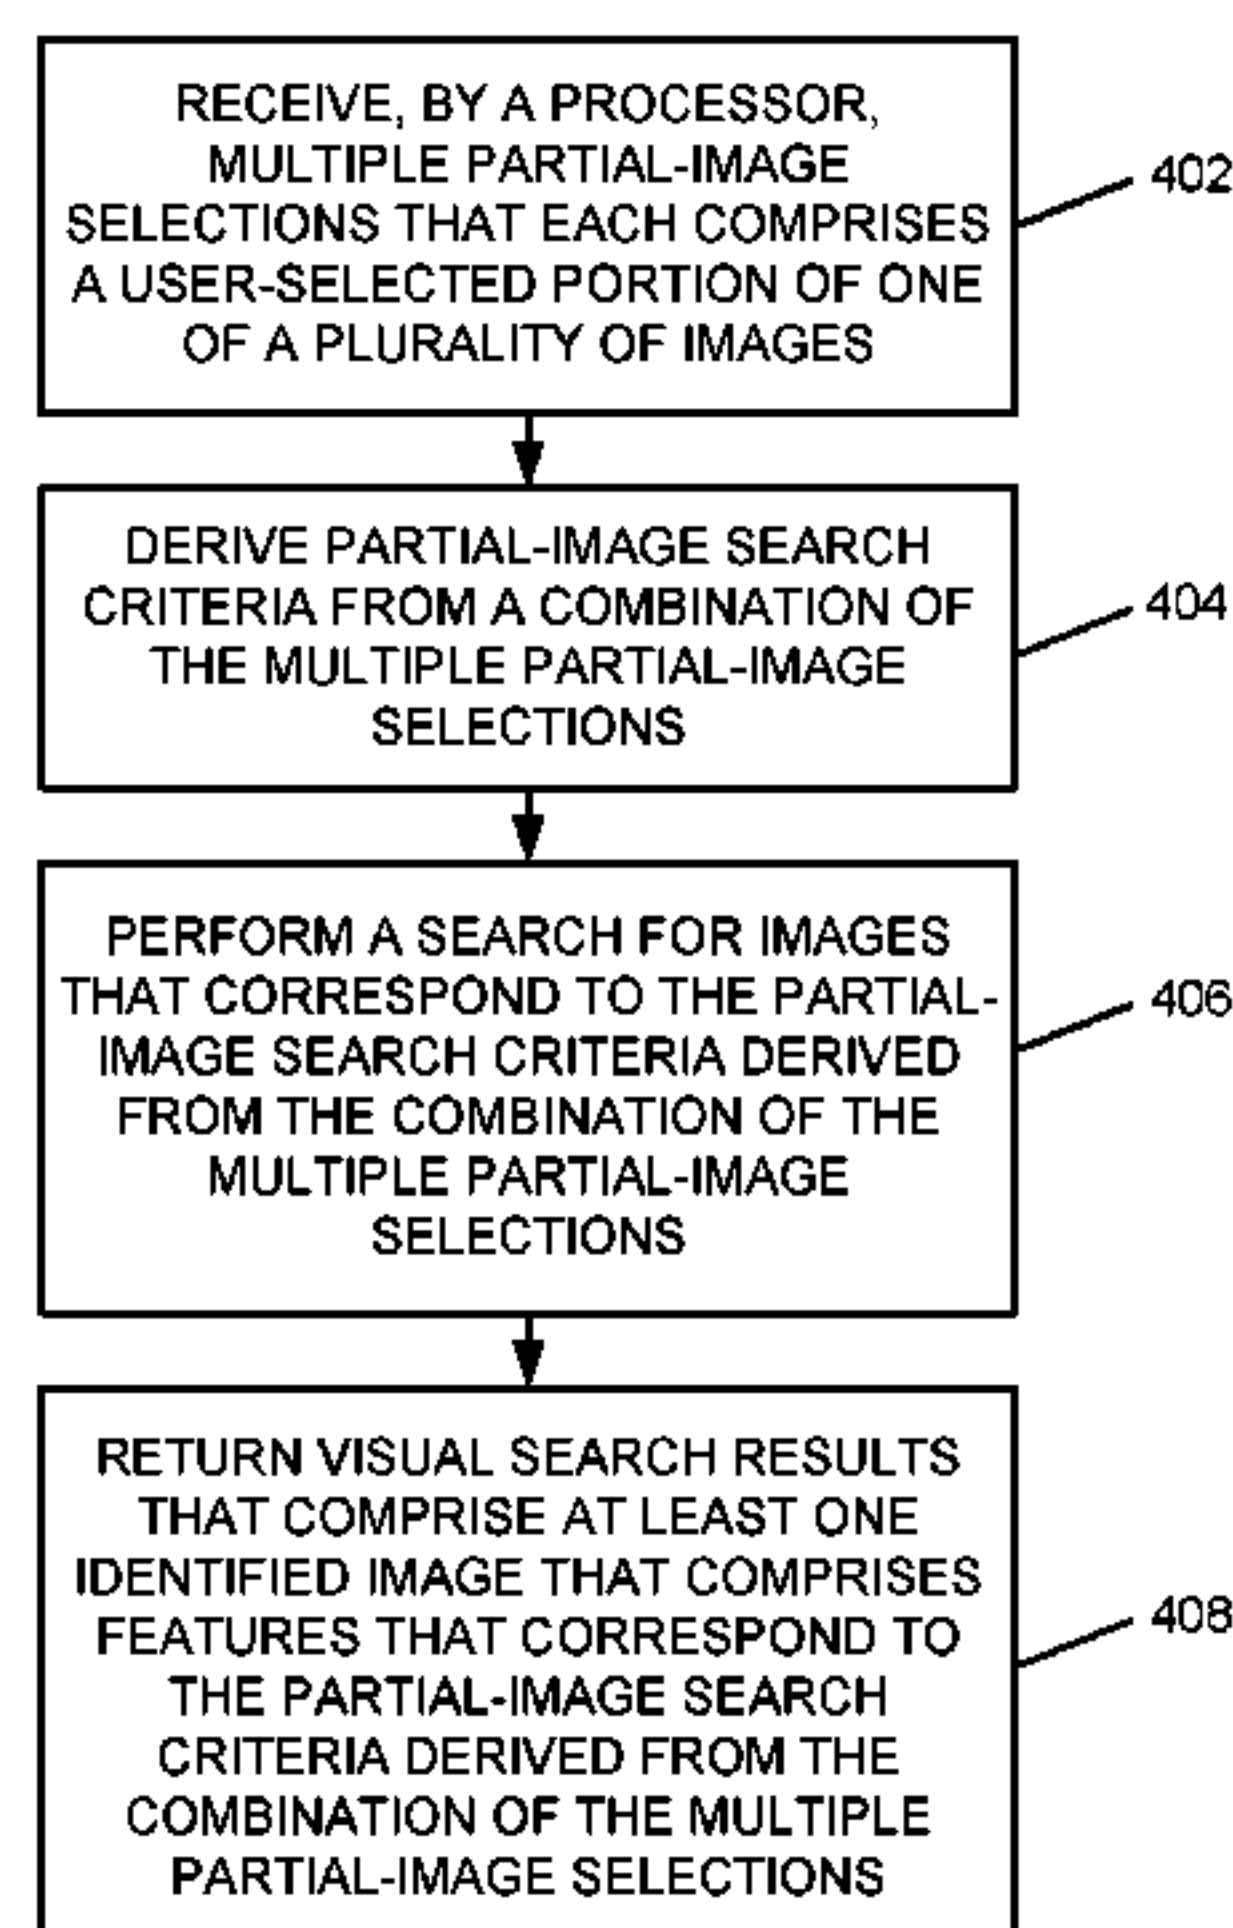 RECEIVE, BY A PROCESSOR,
MULTIPLE PARTIAL-IMAGE
SELECTIONS THAT EACH COMPRISES
A USER-SELECTED PORTION OF ONE
OF A PLURALITY OF IMAGES
402
DERIVE PARTIAL-IMAGE SEARCH
CRITERIA FROM A COMBINATION OF
THE MULTIPLE PARTIAL-IMAGE
SELECTIONS
404
PERFORM A SEARCH FOR IMAGES
THAT CORRESPOND TO THE PARTIAL-
IMAGE SEARCH CRITERIA DERIVED
FROM THE COMBINATION OF THE
MULTIPLE PARTIAL-IMAGE
SELECTIONS
406
RETURN VISUAL SEARCH RESULTS
THAT COMPRISE AT LEAST ONE
IDENTIFIED IMAGE THAT COMPRISES
FEATURES THAT CORRESPOND TO
THE PARTIAL-IMAGE SEARCH
CRITERIA DERIVED FROM THE
COMBINATION OF THE MULTIPLE
PARTIAL-IMAGE SELECTIONS
408